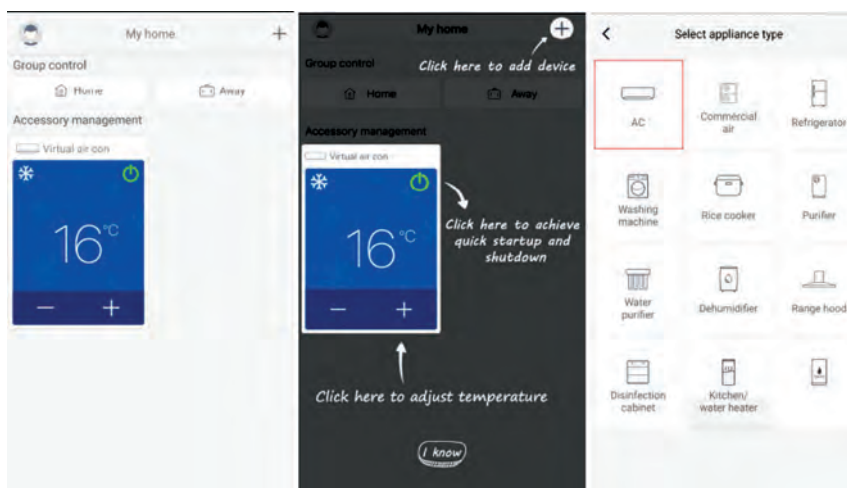 My home +
Group control
Home Away
Accessory management
Virtual air con
16°C
− +
My home +
Click here to add device
Group control
Home Away
Accessory management
Virtual air con
16°C
− +
Click here to achieve
quick startup and
shutdown
Click here to adjust temperature
I know
Select appliance type
AC
Commercial
air
Refrigerator
Washing
machine
Rice cooker
Purifier
Water
purifier
Dehumidifier
Range hood
Disinfection
cabinet
Kitchen/
water heater